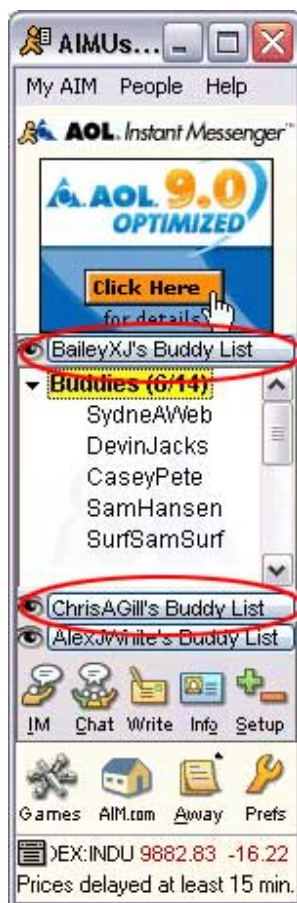 AIMUs...
My AIM People Help
AOL Instant Messenger™
AOL 9.0
OPTIMIZED
Click Here
for details
BaileyXJ's Buddy List
Buddies (6/14)
SydneAWeb
DevinJacks
CaseyPete
SamHansen
SurfSamSurf
ChrisAGill's Buddy List
AlexJWhite's Buddy List
IM Chat Write Info Setup
Games AIM.com Away Prefs
DEX:INDU 9882.83 -16.22
Prices delayed at least 15 min.